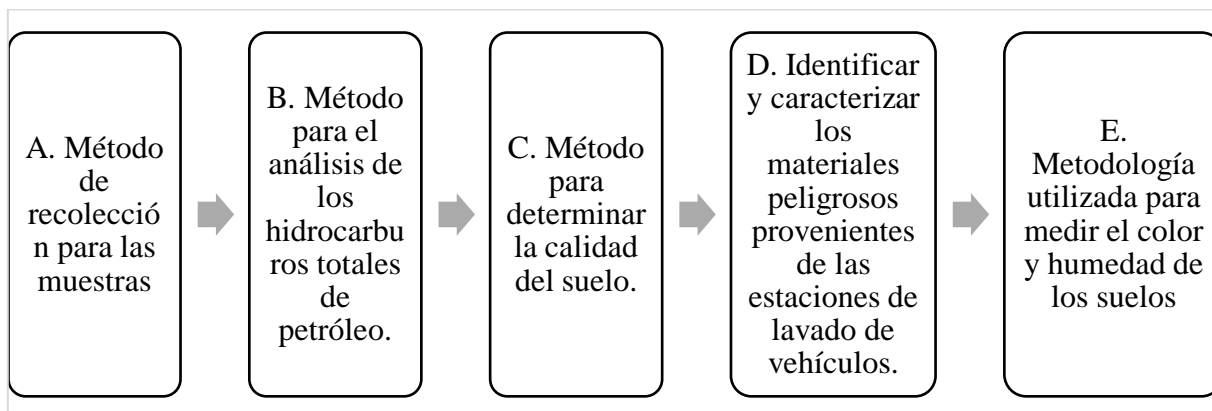 A. Método
de
recolecció
n para las
muestras
B. Método
para el
análisis de
los
hidrocarbu
ros totales
de
petróleo.
C. Método
para
determinar
la calidad
del suelo.
D. Identificar
y caracterizar
los
materiales
peligrosos
provenientes
de las
estaciones de
lavado de
vehículos.
E.
Metodología
utilizada para
medir el color
y humedad de
los suelos